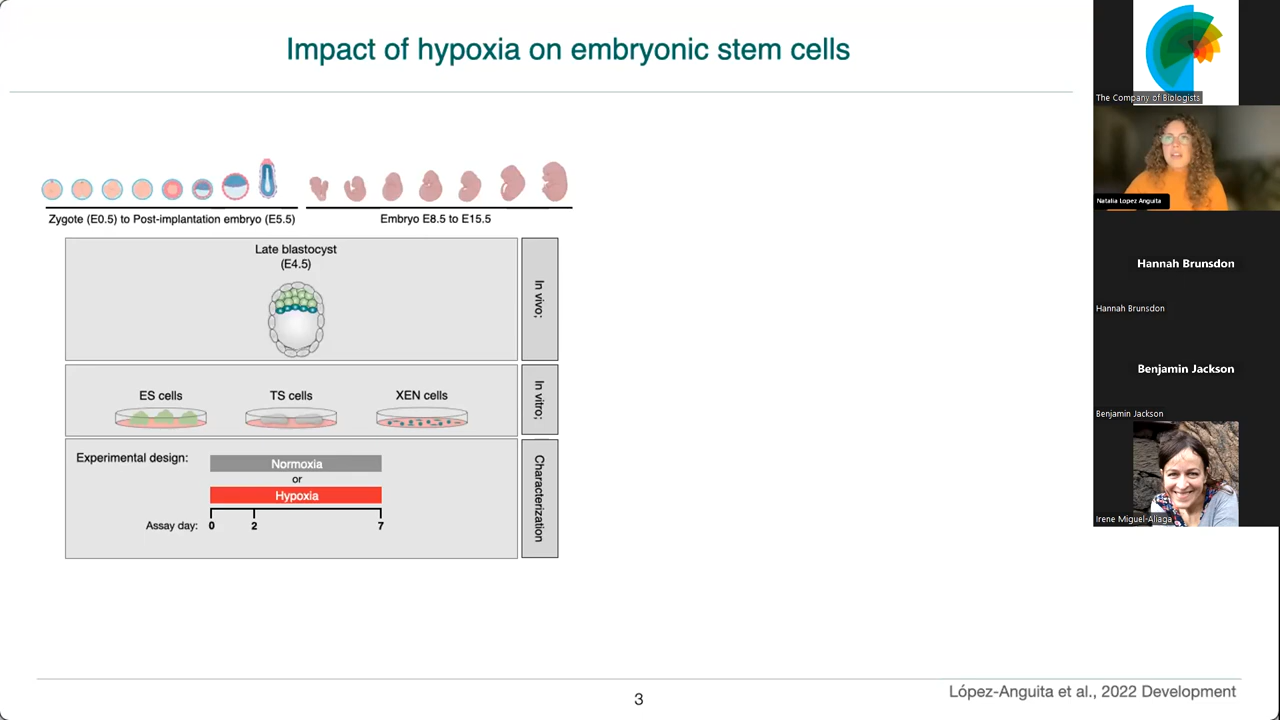 Impact of hypoxia on embryonic stem cells
Zygote (E0.5) to Post-implantation embryo (E5.5)
Embryo E8.5 to E15.5
Late blastocyst
(E4.5)
In vivo;
ES cells
TS cells
XEN cells
In vitro;
Experimental design:
Normoxia
or
Hypoxia
Assay day:
0
2
7
Characterization
López-Anguita et al., 2022 Development
3
The Company of Biologists
Natalia Lopez Anguita
Hannah Brunsdon
Hannah Brunsdon
Benjamin Jackson
Benjamin Jackson
Irene Miguel-Aliaga